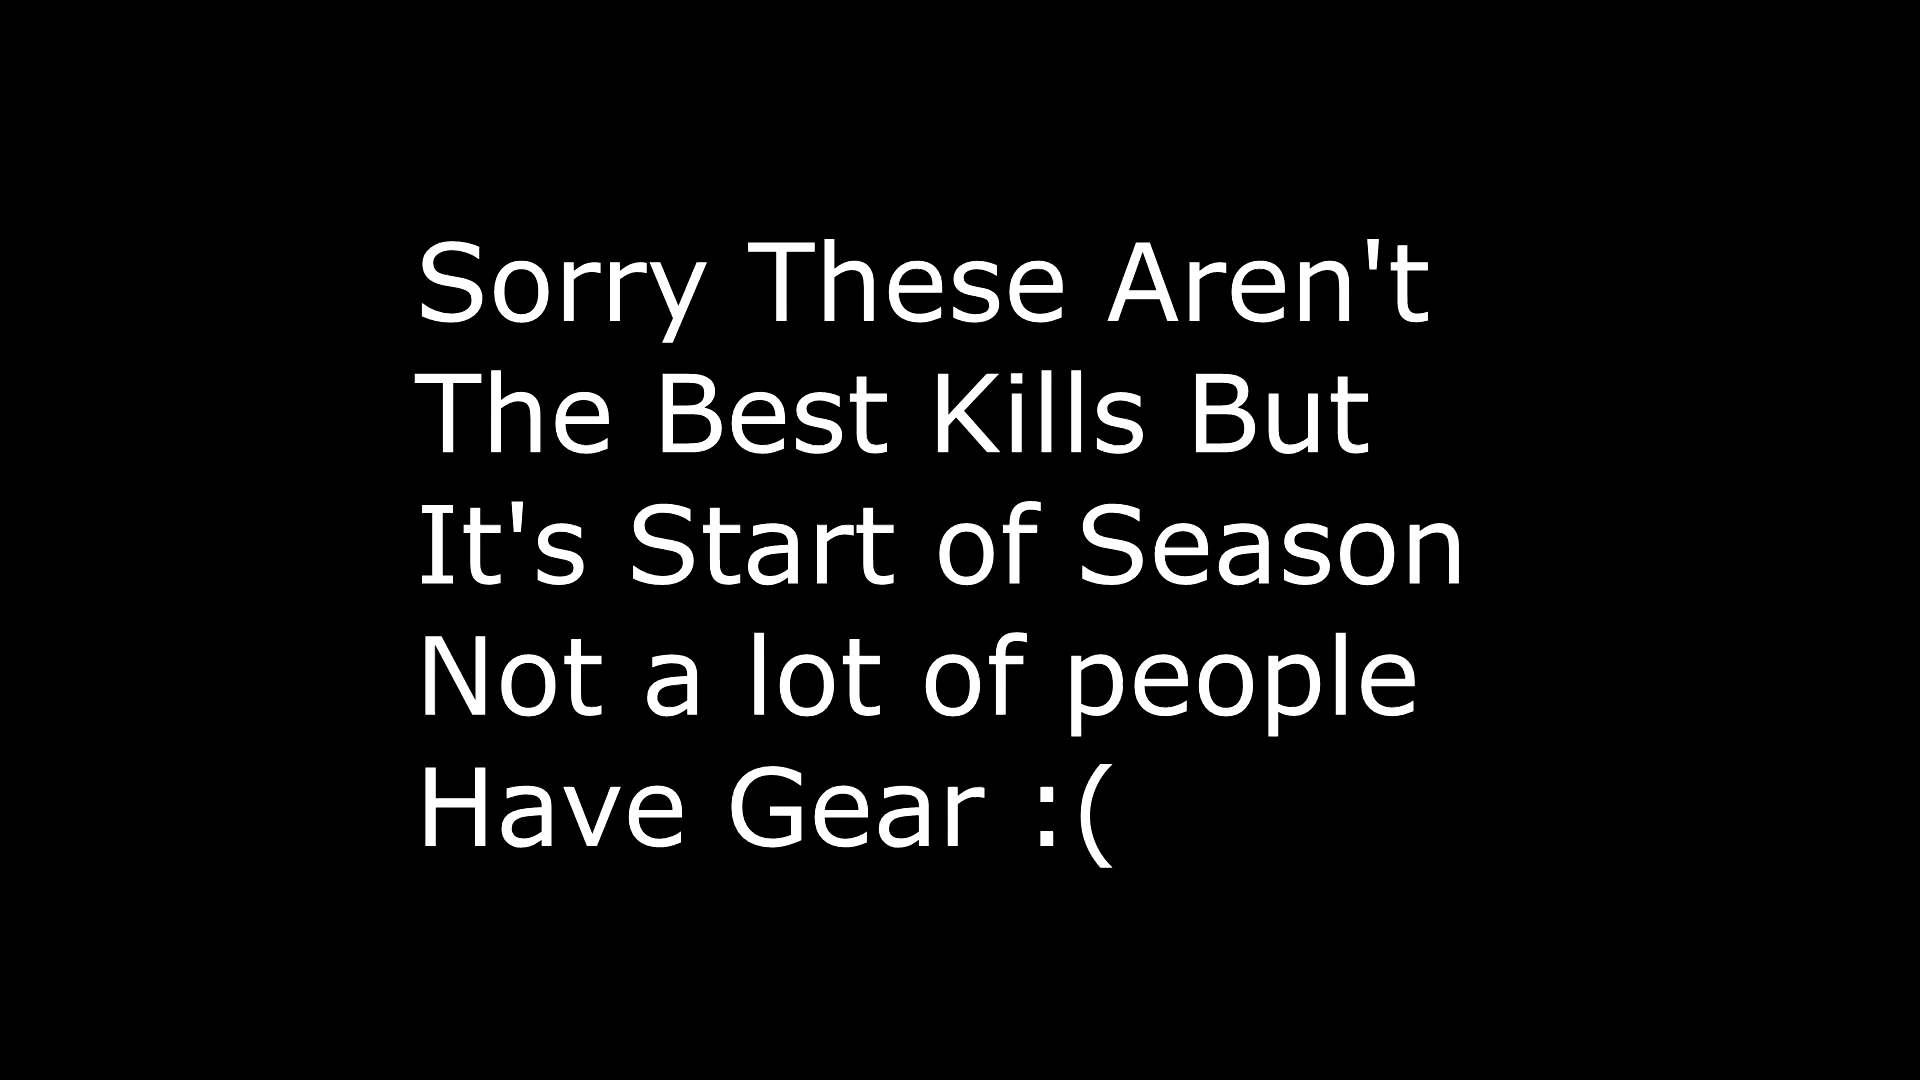 Sorry These Aren't
The Best Kills But
It's Start of Season
Not a lot of people
Have Gear :(